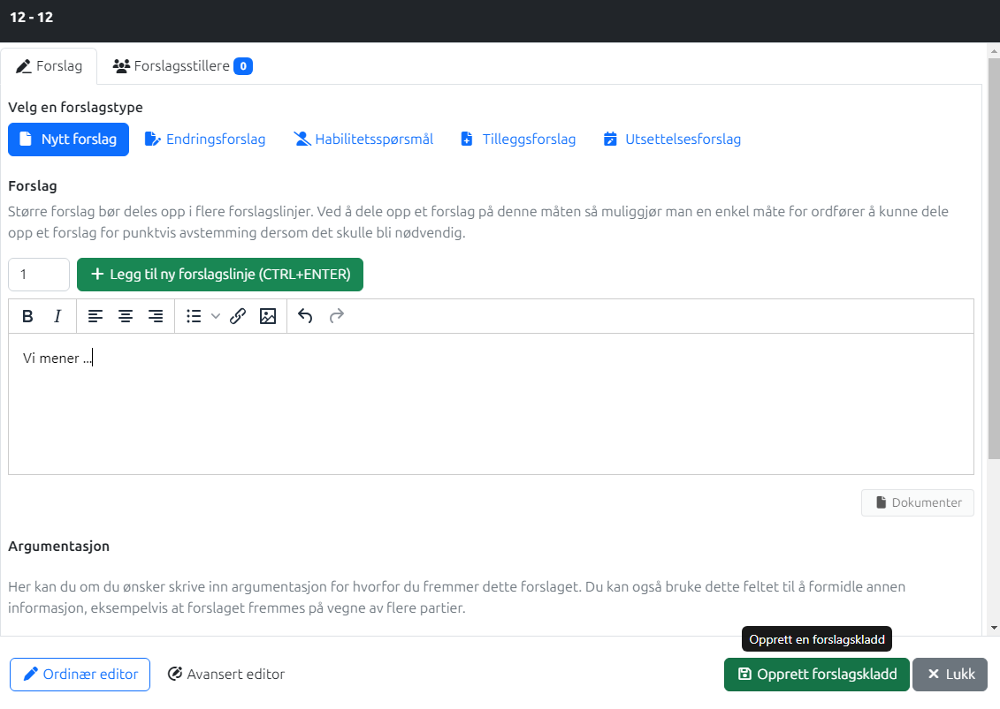 12 - 12
Forslag
Forslagsstillere 0
Velg en forslagstype
Nytt forslag
Endringsforslag
Habilitetsspørsmål
Tilleggsforslag
Utsettelsesforslag
Forslag
Større forslag bør deles opp i flere forslagslinjer. Ved å dele opp et forslag på denne måten så muliggjør man en enkel måte for ordfører å kunne dele
opp et forslag for punktvis avstemming dersom det skulle bli nødvendig.
1
Legg til ny forslagslinje (CTRL+ENTER)
B I
Vi mener ...
Dokumenter
Argumentasjon
Her kan du om du ønsker skrive inn argumentasjon for hvorfor du fremmer dette forslaget. Du kan også bruke dette feltet til å formidle annen
informasjon, eksempelvis at forslaget fremmes på vegne av flere partier.
Opprett en forslagskladd
Ordinær editor
Avansert editor
Opprett forslagskladd
Lukk